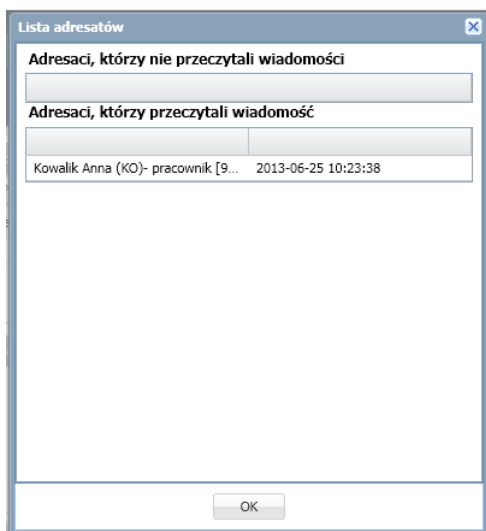 Lista adresatów
Adresaci, którzy nie przeczytali wiadomości
Adresaci, którzy przeczytali wiadomość
Kowalik Anna (KO)- pracownik [9... 2013-06-25 10:23:38
OK